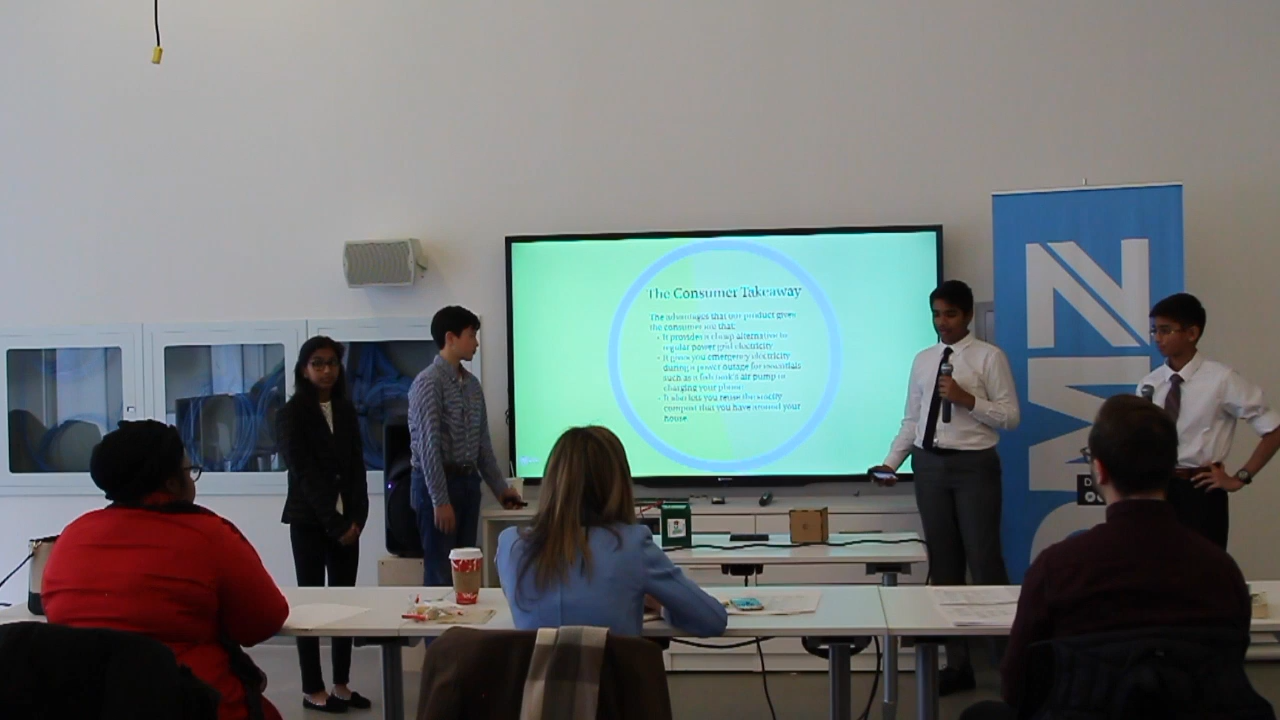 The Consumer Takeaway
The advantages that our product gives
the consumer are that:
- It provides a cheap alternative to
regular power grid electricity
- It gives you emergency electricity
during a power outage for essentials
such as a fish tank's air pump or
charging your phone
- It also lets you reuse the
compost that you have around your
house
DMZ